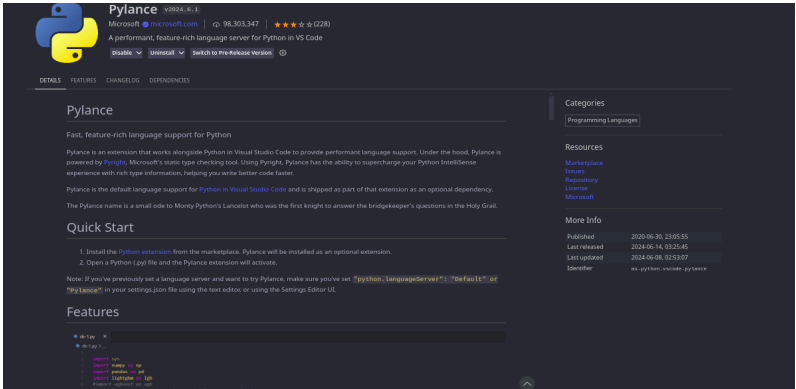 Pylance v2024.6.1
Microsoft microsoft.com 98,303,347 (228)
A performant, feature-rich language server for Python in VS Code
Disable Uninstall Switch to Pre-Release Version
DETAILS FEATURES CHANGELOG DEPENDENCIES
Pylance
Fast, feature-rich language support for Python
Pylance is an extension that works alongside Python in Visual Studio Code to provide performant language support. Under the hood, Pylance is
powered by Pyright, Microsoft's static type checking tool. Using Pyright, Pylance has the ability to supercharge your Python IntelliSense
experience with rich type information, helping you write better code faster.
Pylance is the default language support for Python in Visual Studio Code and is shipped as part of that extension as an optional dependency.
The Pylance name is a small ode to Monty Python's Lancelot who was the first knight to answer the bridgekeeper's questions in the Holy Grail.
Quick Start
1. Install the Python extension from the marketplace. Pylance will be installed as an optional extension.
2. Open a Python (.py) file and the Pylance extension will activate.
Note: If you've previously set a language server and want to try Pylance, make sure you've set "python.languageServer": "Default" or
"Pylance" in your settings.json file using the text editor, or using the Settings Editor UI.
Features
import sys
import numpy as np
import pandas as pd
import lightgbm as lgb
Categories
Programming Languages
Resources
Marketplace
Issues
Repository
License
Microsoft
More Info
Published 2020-06-30, 23:05:55
Last released 2024-06-14, 03:25:45
Last updated 2024-06-08, 02:53:07
Identifier ms-python.vscode-pylance